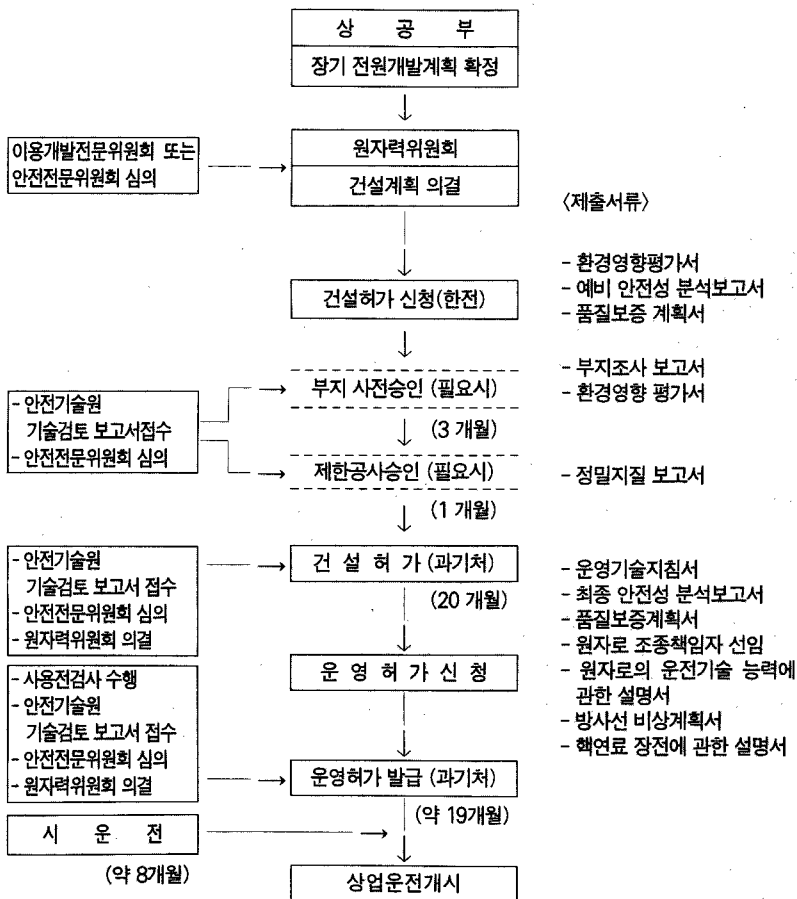 상 공 부
장기 전원개발계획 확정
이용개발전문위원회 또는
안전전문위원회 심의
원자력위원회
건설계획 의결
〈제출서류〉
건설허가 신청(한전)
- 환경영향평가서
- 예비 안전성 분석보고서
- 품질보증 계획서
부지 사전승인 (필요시)
- 부지조사 보고서
- 환경영향 평가서
- 안전기술원
기술검토 보고서접수
- 안전전문위원회 심의
(3 개월)
제한공사승인 (필요시)
- 정밀지질 보고서
(1 개월)
- 안전기술원
기술검토 보고서 접수
- 안전전문위원회 심의
- 원자력위원회 의결
건 설 허 가 (과기처)
(20 개월)
운 영 허 가 신 청
- 운영기술지침서
- 최종 안전성 분석보고서
- 품질보증계획서
- 원자로 조종책임자 선임
- 원자로의 운전기술 능력에
관한 설명서
- 방사선 비상계획서
- 핵연료 장전에 관한 설명서
- 사용전검사 수행
- 안전기술원
기술검토 보고서 접수
- 안전전문위원회 심의
- 원자력위원회 의결
운영허가 발급 (과기처)
(약 19개월)
시 운 전
(약 8개월)
상업운전개시